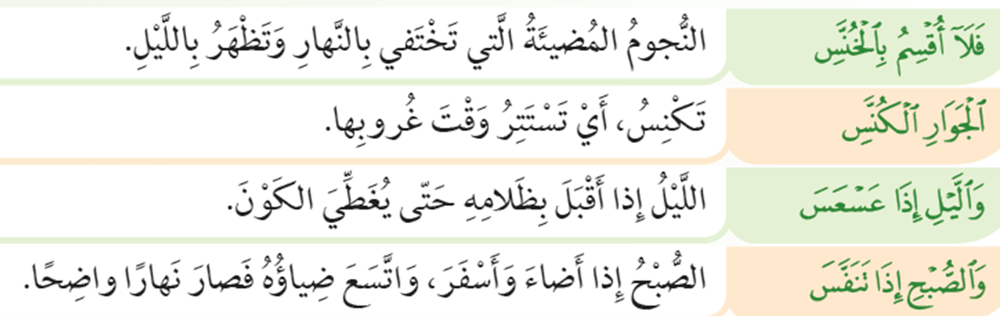 فَلَآ أُقْسِمُ بِٱلْخُنَّسِ النُّجومُ المُضيئَةُ الَّتي تَخْتَفي بِالنَّهارِ وَتَظْهَرُ بِاللَّيْلِ.
ٱلْجَوَارِ ٱلْكُنَّسِ تَكْنِسُ، أَيْ تَسْتَتِرُ وَقْتَ غُروبِها.
وَٱلَّيْلِ إِذَا عَسْعَسَ اللَّيْلُ إِذا أَقْبَلَ بِظَلامِهِ حَتّى يُغَطِّيَ الكَوْنَ.
وَٱلصُّبْحِ إِذَا تَنَفَّسَ الصُّبْحُ إِذا أَضاءَ وَأَسْفَرَ، وَاتَّسَعَ ضِياؤُهُ فَصارَ نَهارًا واضِحًا.